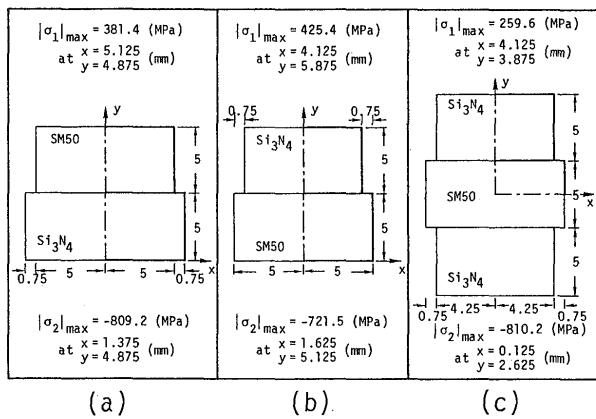 |σ₁|max = 381.4 (MPa)
at x = 5.125 (mm)
y = 4.875
y
SM50
5
Si₃N₄
5
x
0.75
5
5
0.75
|σ₂|max = -809.2 (MPa)
at x = 1.375 (mm)
y = 4.875
(a)
|σ₁|max = 425.4 (MPa)
at x = 4.125 (mm)
y = 5.875
0.75
y
0.75
Si₃N₄
5
SM50
5
x
5
5
|σ₂|max = -721.5 (MPa)
at x = 1.625 (mm)
y = 5.125
(b)
|σ₁|max = 259.6 (MPa)
at x = 4.125 (mm)
y = 3.875
y
Si₃N₄
5
SM50
5
x
Si₃N₄
5
0.75
4.25
4.25
0.75
|σ₂|max = -810.2 (MPa)
at x = 0.125 (mm)
y = 2.625
(c)